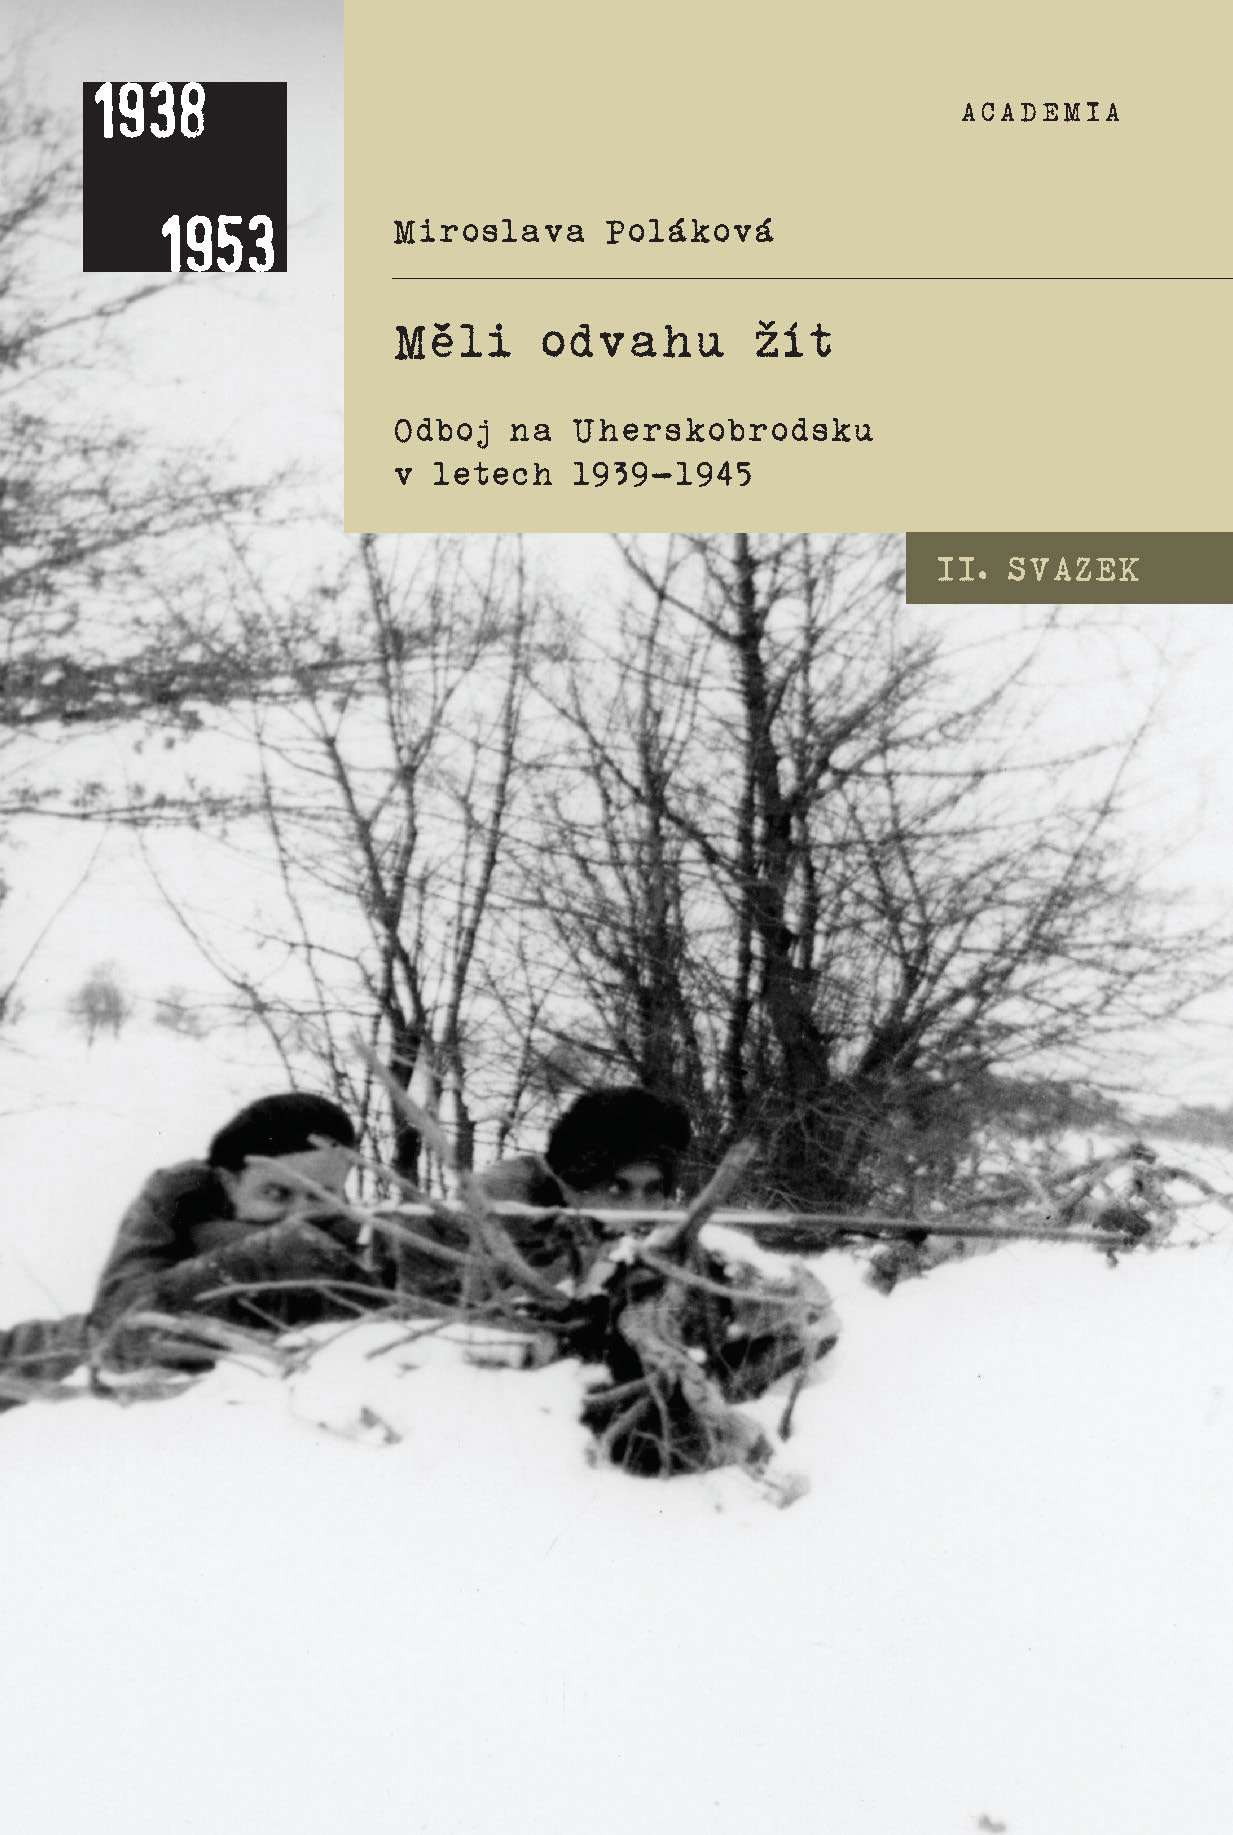 1938
1953
ACADEMIA
Miroslava Poláková
Měli odvahu žít
Odboj na Uherskobrodsku
v letech 1939–1945
II. SVAZEK